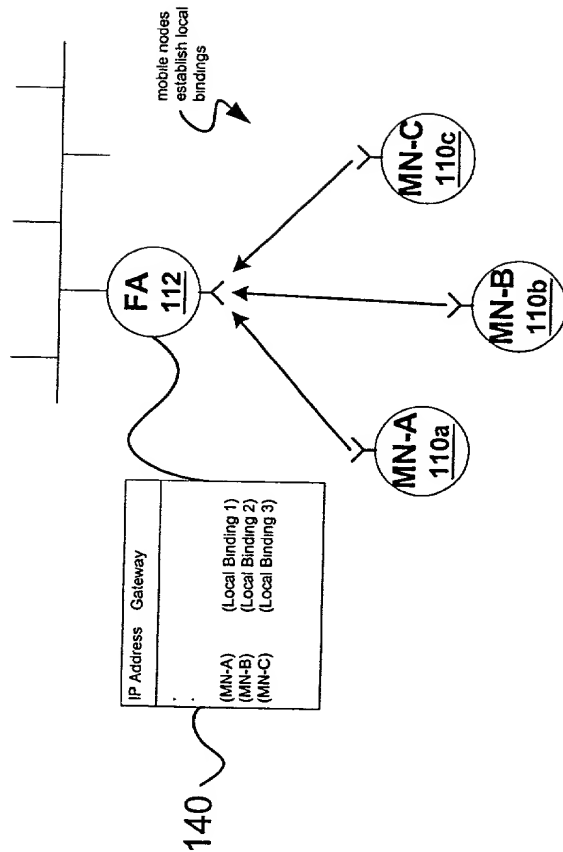 mobile nodes
establish local
bindings
FA
112
IP Address Gateway
. .
(MN-A) (Local Binding 1)
(MN-B) (Local Binding 2)
(MN-C) (Local Binding 3)
140
MN-A
110a
MN-B
110b
MN-C
110c